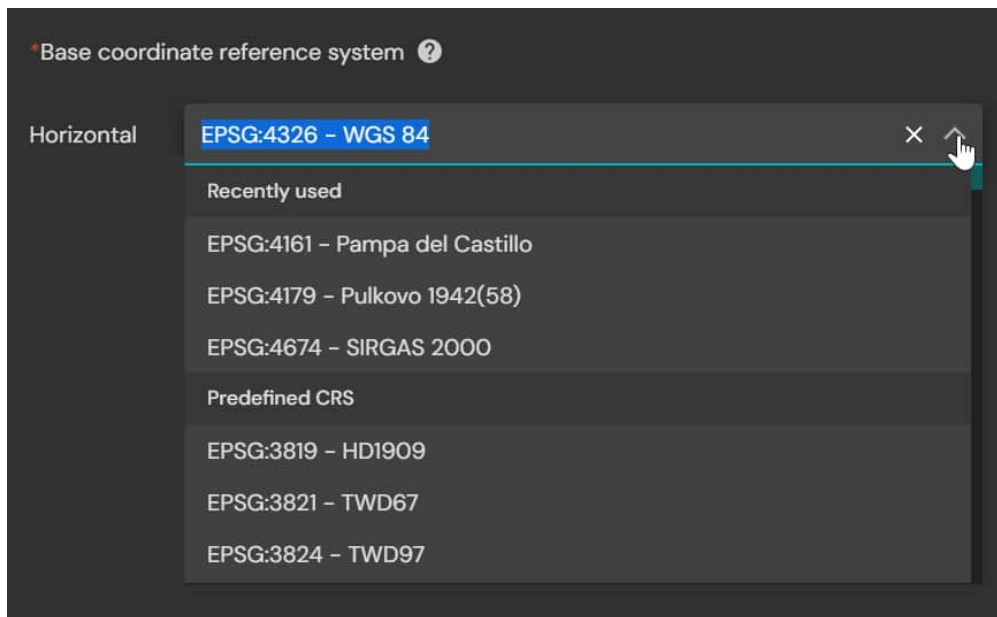 *Base coordinate reference system ?
Horizontal EPSG:4326 – WGS 84
Recently used
EPSG:4161 – Pampa del Castillo
EPSG:4179 – Pulkovo 1942(58)
EPSG:4674 – SIRGAS 2000
Predefined CRS
EPSG:3819 – HD1909
EPSG:3821 – TWD67
EPSG:3824 – TWD97